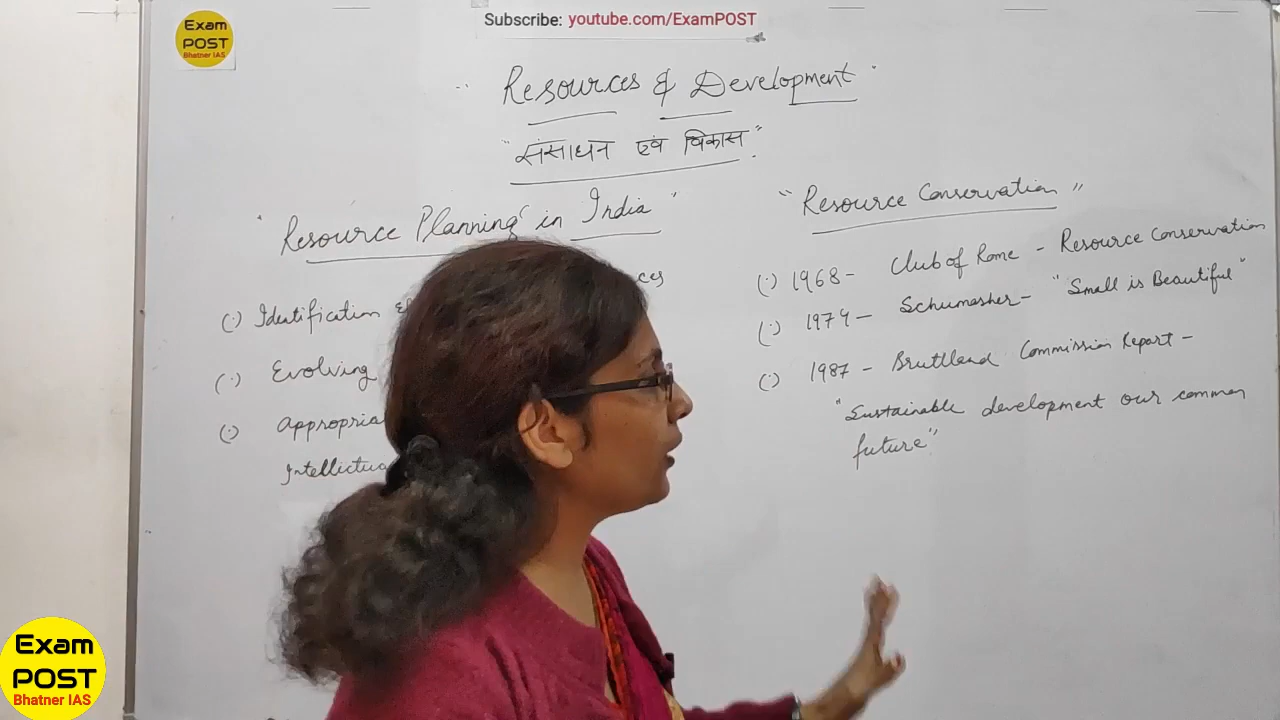 Subscribe: youtube.com/ExamPOST
Exam
POST
Bhatner IAS
"Resources & Development"
"संसाधन एवं विकास"
"Resource Planning in India"
"Resource Conservation"
(·) Identification
(·) Evolving
(·) Appropria
Intellectua
(·) 1968 - Club of Rome - Resource Conservation
(·) 1974 - Schumasher - "Small is Beautiful"
(·) 1987 - Bruttland Commission Report -
"Sustainable development our common
future"
Exam
POST
Bhatner IAS